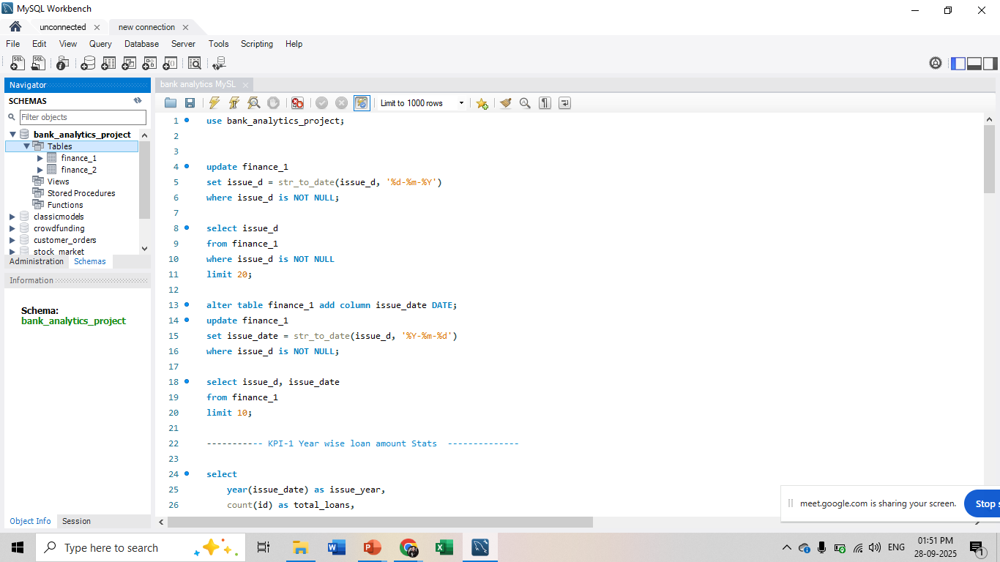 MySQL Workbench
unconnected
new connection
File Edit View Query Database Server Tools Scripting Help
Navigator
SCHEMAS
Filter objects
bank_analytics_project
Tables
finance_1
finance_2
Views
Stored Procedures
Functions
classicmodels
crowdfunding
customer_orders
stock_market
Administration Schemas
Information
Schema:
bank_analytics_project
Object Info Session
bank analytics MySL
Limit to 1000 rows
1 use bank_analytics_project;
2
3
4 update finance_1
5 set issue_d = str_to_date(issue_d, '%d-%m-%Y')
6 where issue_d is NOT NULL;
7
8 select issue_d
9 from finance_1
10 where issue_d is NOT NULL
11 limit 20;
12
13 alter table finance_1 add column issue_date DATE;
14 update finance_1
15 set issue_date = str_to_date(issue_d, '%Y-%m-%d')
16 where issue_d is NOT NULL;
17
18 select issue_d, issue_date
19 from finance_1
20 limit 10;
21
22 ----------- KPI-1 Year wise loan amount Stats --------------
23
24 select
25 year(issue_date) as issue_year,
26 count(id) as total_loans,
meet.google.com is sharing your screen.
Stop s
Type here to search
ENG
01:51 PM
28-09-2025
1